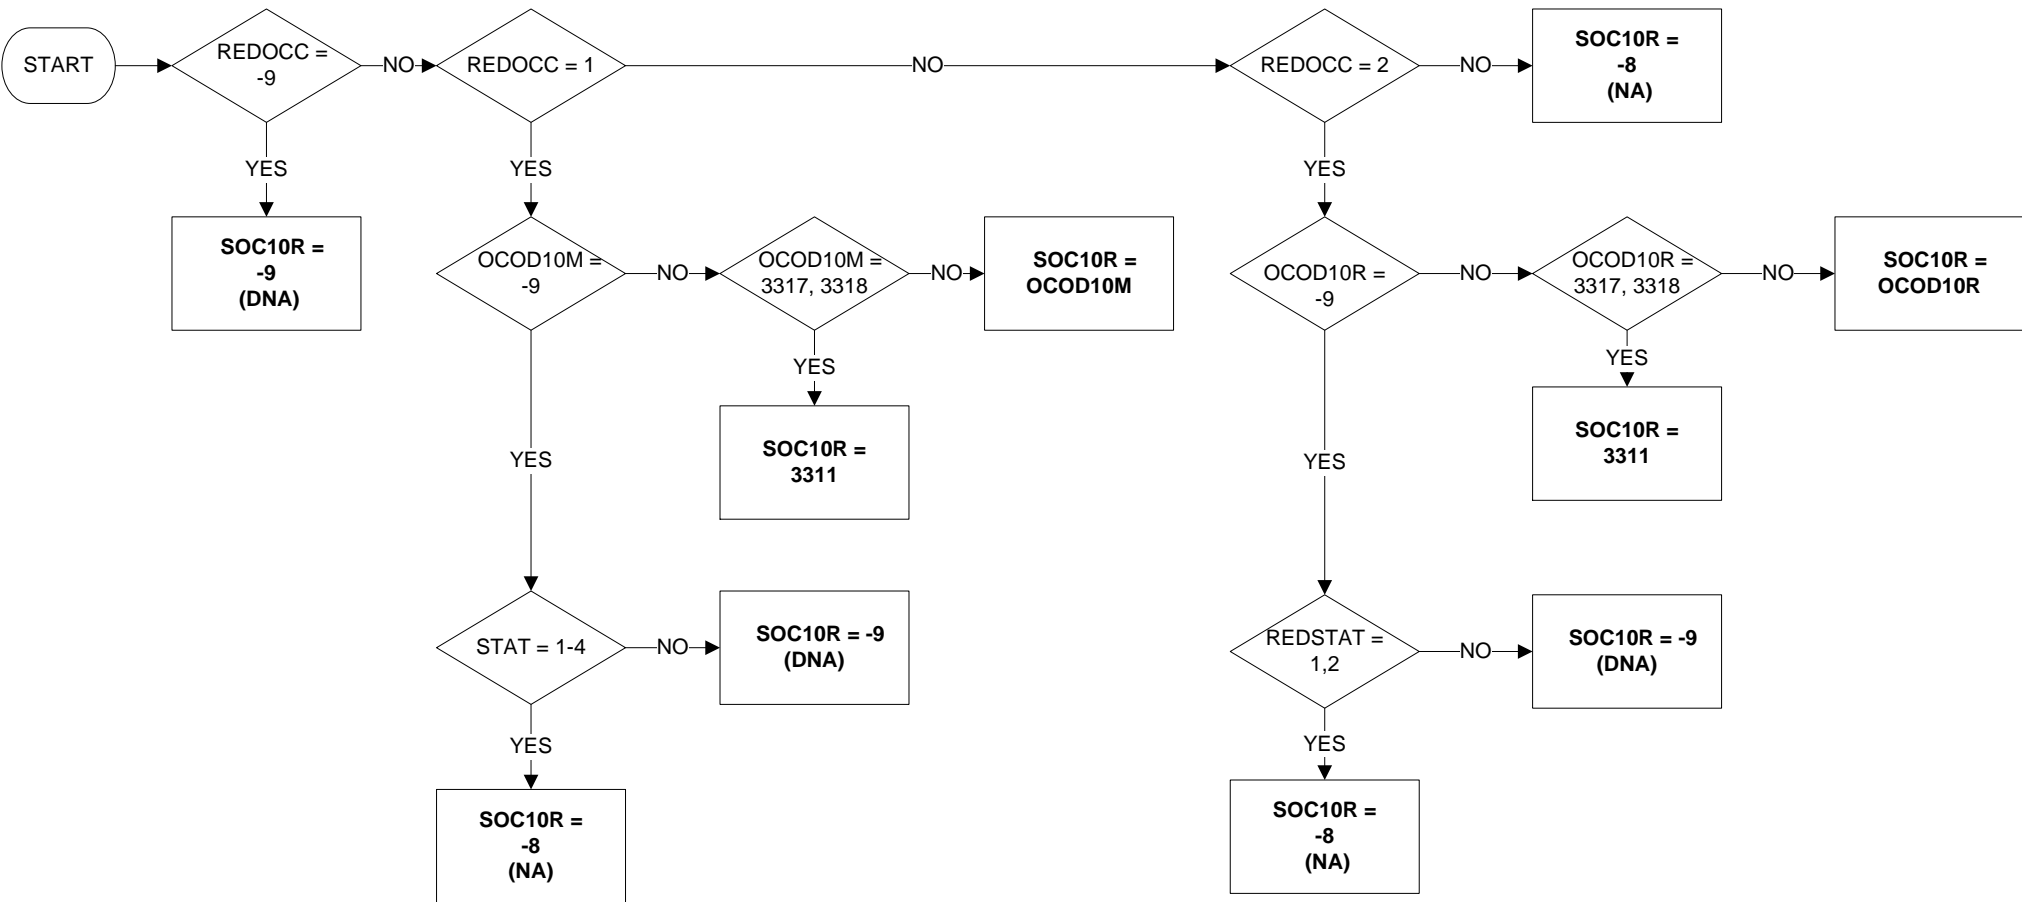 START
REDOCC =
-9
NO
REDOCC = 1
NO
REDOCC = 2
NO
SOC10R =
-8
(NA)
YES
YES
YES
SOC10R =
-9
(DNA)
OCOD10M =
-9
NO
OCOD10M =
3317, 3318
NO
SOC10R =
OCOD10M
OCOD10R =
-9
NO
OCOD10R =
3317, 3318
NO
SOC10R =
OCOD10R
YES
YES
SOC10R =
3311
SOC10R =
3311
YES
YES
STAT = 1-4
NO
SOC10R = -9
(DNA)
REDSTAT =
1,2
NO
SOC10R = -9
(DNA)
YES
YES
SOC10R =
-8
(NA)
SOC10R =
-8
(NA)